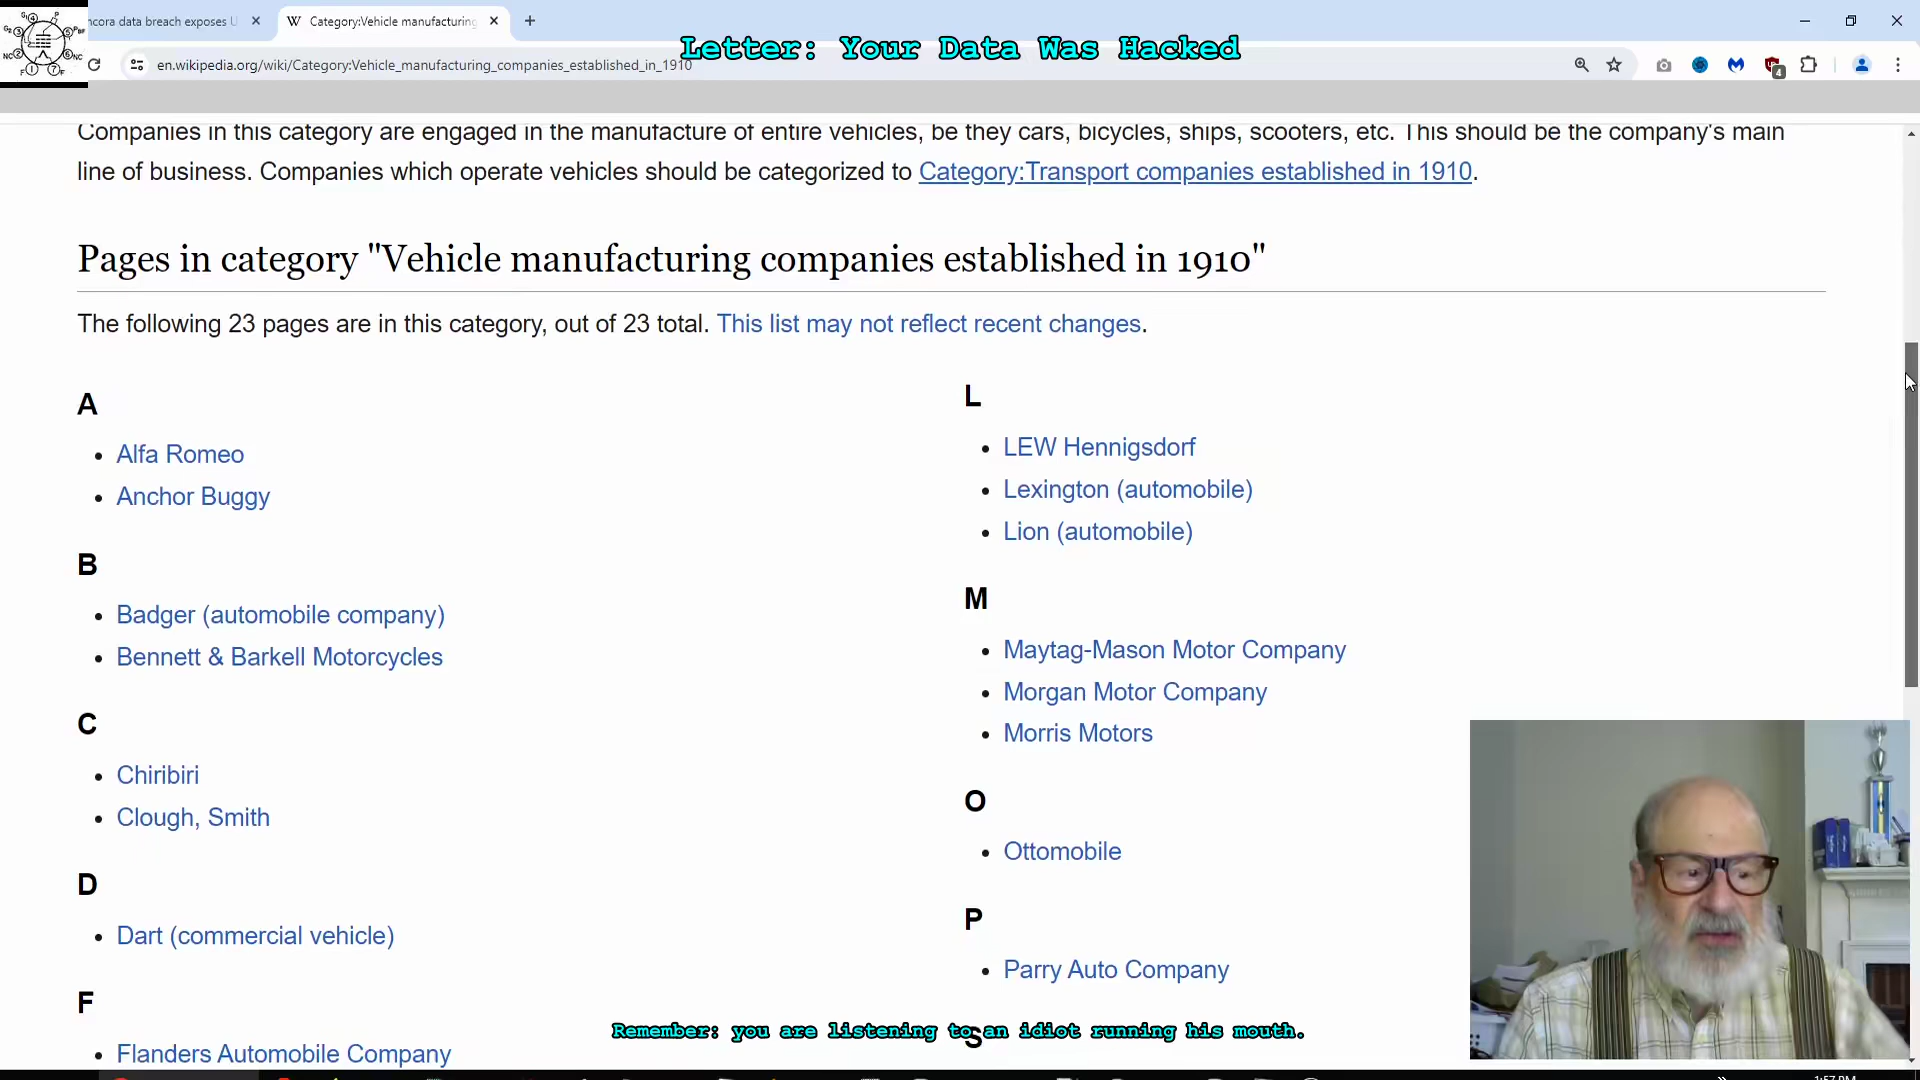 ncora data breach exposes U
Category:Vehicle manufacturing
Letter: Your Data Was Hacked
en.wikipedia.org/wiki/Category:Vehicle_manufacturing_companies_established_in_1910
4
Companies in this category are engaged in the manufacture of entire vehicles, be they cars, bicycles, ships, scooters, etc. This should be the company's main
line of business. Companies which operate vehicles should be categorized to Category:Transport companies established in 1910.
Pages in category "Vehicle manufacturing companies established in 1910"
The following 23 pages are in this category, out of 23 total. This list may not reflect recent changes.
A
Alfa Romeo
Anchor Buggy
B
Badger (automobile company)
Bennett & Barkell Motorcycles
C
Chiribiri
Clough, Smith
D
Dart (commercial vehicle)
F
Flanders Automobile Company
L
LEW Hennigsdorf
Lexington (automobile)
Lion (automobile)
M
Maytag-Mason Motor Company
Morgan Motor Company
Morris Motors
O
Ottomobile
P
Parry Auto Company
S
Remember: you are listening to an idiot running his mouth.